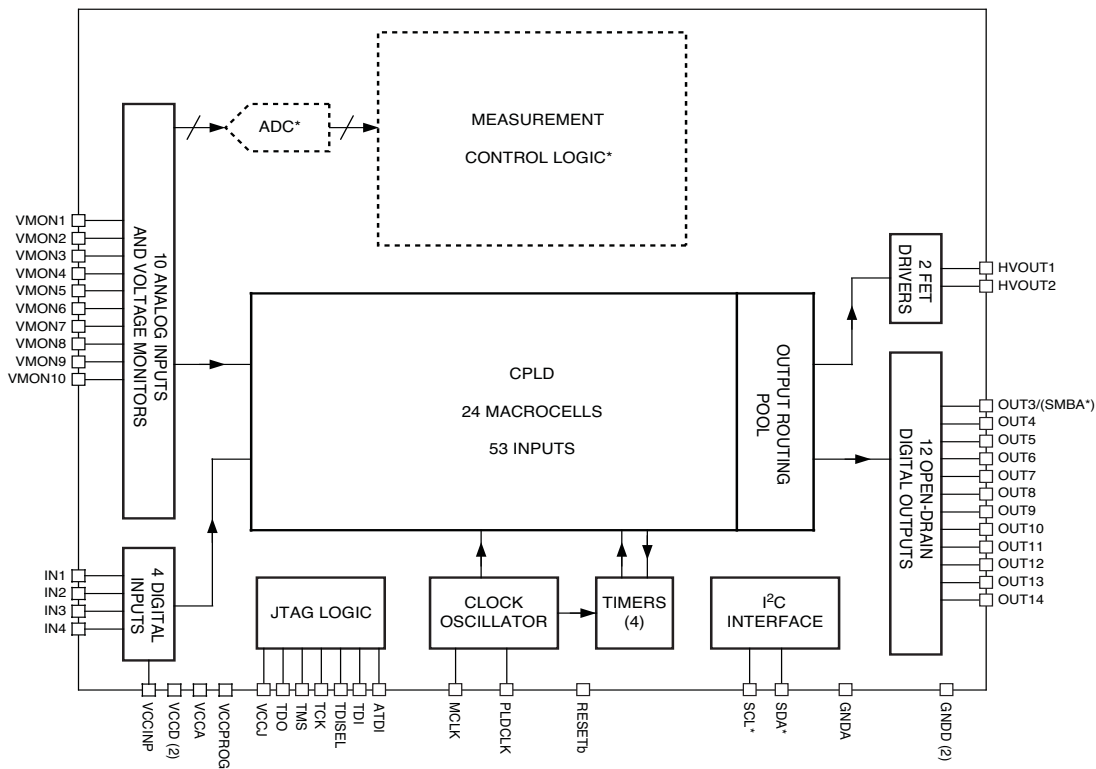 ADC*
MEASUREMENT
CONTROL LOGIC*
VMON1
VMON2
VMON3
VMON4
VMON5
VMON6
VMON7
VMON8
VMON9
VMON10
10 ANALOG INPUTS
AND VOLTAGE MONITORS
CPLD
24 MACROCELLS
53 INPUTS
OUTPUT ROUTING
POOL
2 FET
DRIVERS
HVOUT1
HVOUT2
12 OPEN-DRAIN
DIGITAL OUTPUTS
OUT3/(SMBA*)
OUT4
OUT5
OUT6
OUT7
OUT8
OUT9
OUT10
OUT11
OUT12
OUT13
OUT14
IN1
IN2
IN3
IN4
4 DIGITAL
INPUTS
JTAG LOGIC
CLOCK
OSCILLATOR
TIMERS
(4)
I²C
INTERFACE
VCCINP
VCCD (2)
VCCA
VCCPROG
VCCJ
TDO
TMS
TCK
TDISEL
TDI
ATDI
MCLK
PLDCLK
RESETb
SCL*
SDA*
GNDA
GNDD (2)